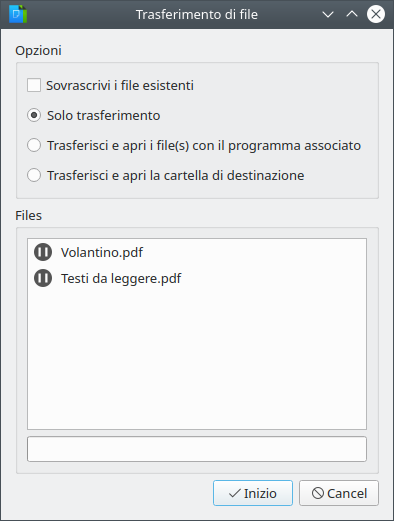 Trasferimento di file
Opzioni
Sovrascrivi i file esistenti
Solo trasferimento
Trasferisci e apri i file(s) con il programma associato
Trasferisci e apri la cartella di destinazione
Files
Volantino.pdf
Testi da leggere.pdf
Inizio
Cancel